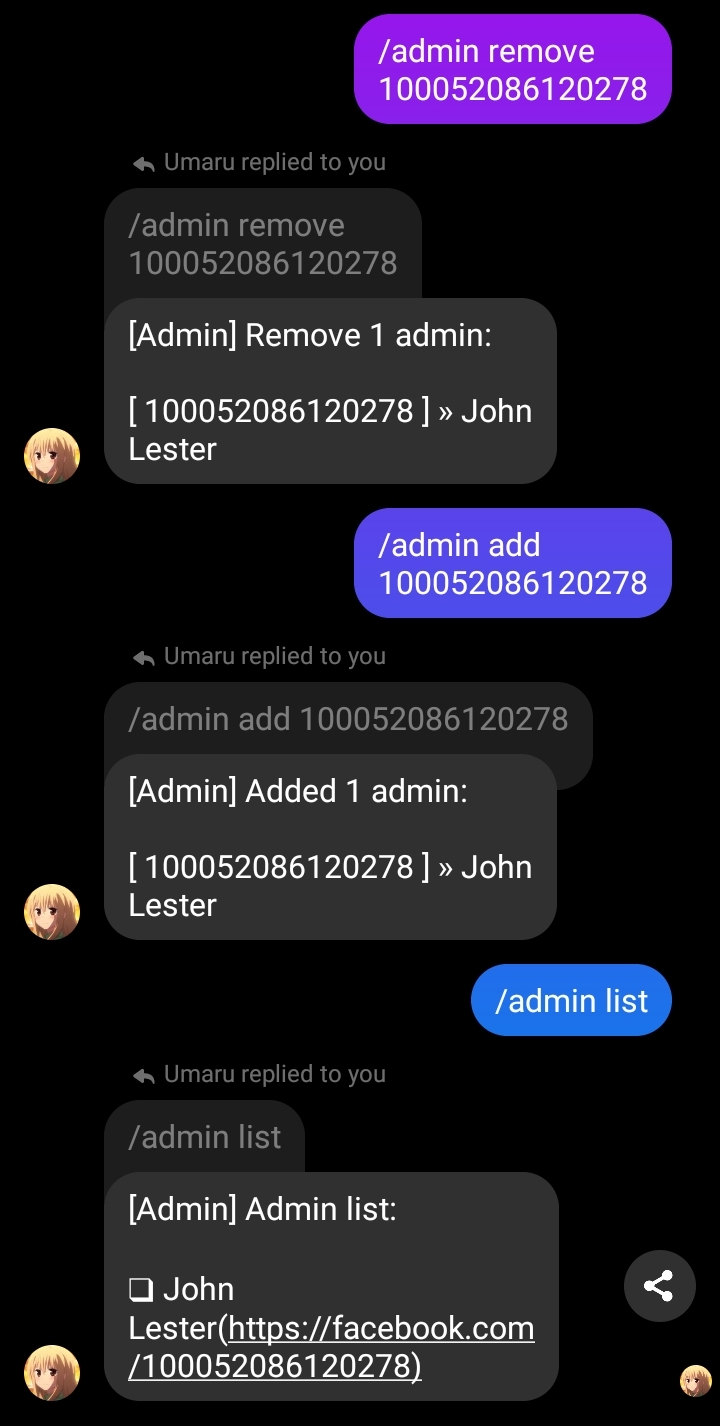 /admin remove
100052086120278
Umaru replied to you
/admin remove
100052086120278
[Admin] Remove 1 admin:
[ 100052086120278 ] » John
Lester
/admin add
100052086120278
Umaru replied to you
/admin add 100052086120278
[Admin] Added 1 admin:
[ 100052086120278 ] » John
Lester
/admin list
Umaru replied to you
/admin list
[Admin] Admin list:
❏ John
Lester(https://facebook.com
/100052086120278)